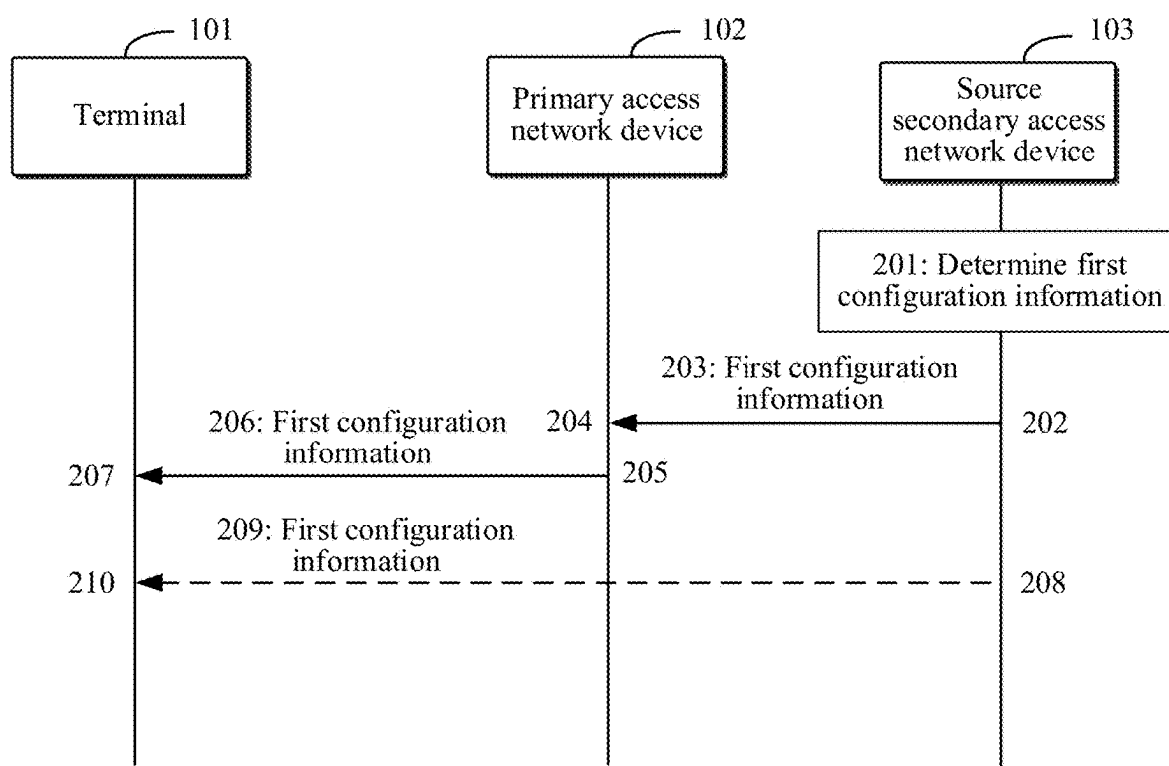 101
102
103
Terminal
Primary access
network device
Source
secondary access
network device
201: Determine first
configuration information
203: First configuration
information
204
202
206: First configuration
information
207
205
209: First configuration
information
210
208